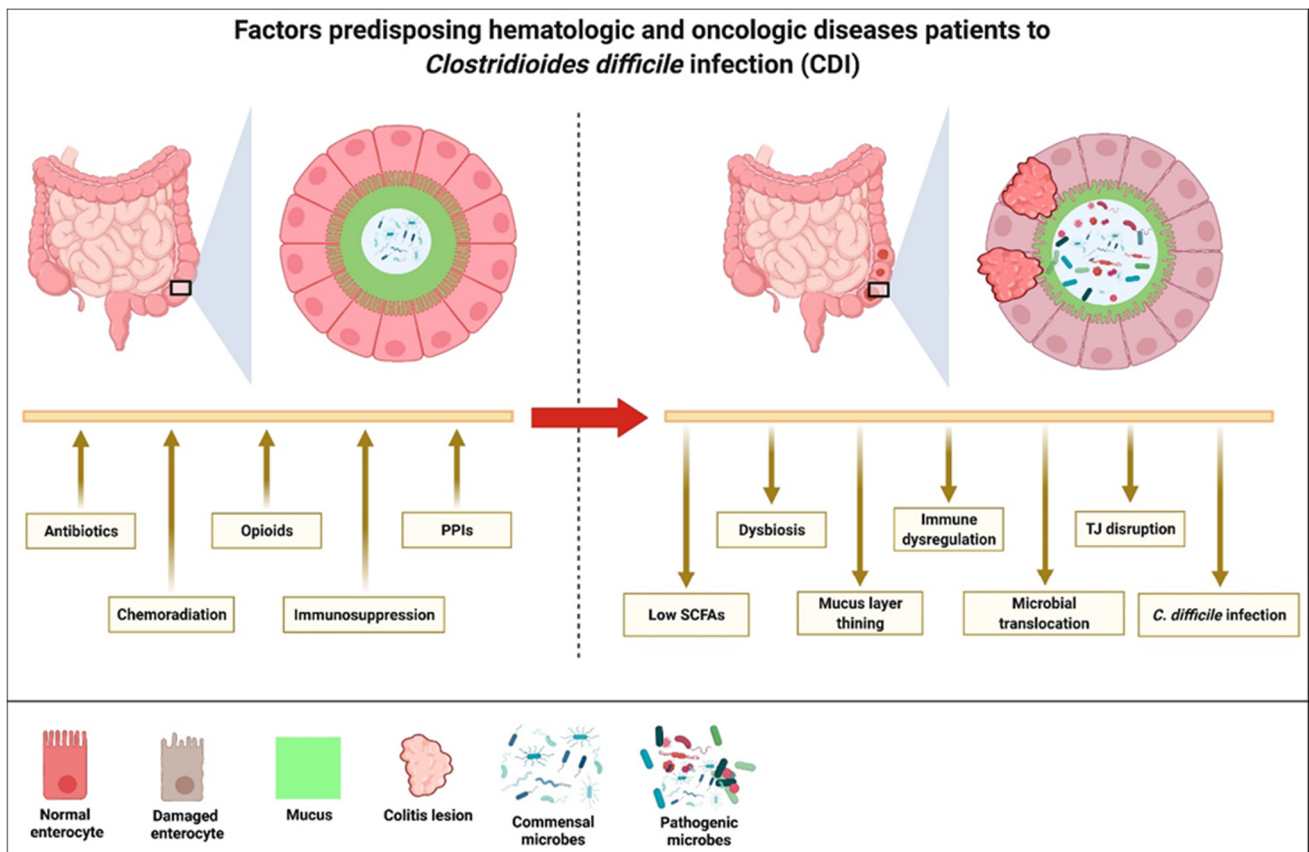 Factors predisposing hematologic and oncologic diseases patients to
Clostridioides difficile infection (CDI)
Antibiotics
Opioids
PPIs
Chemoradiation
Immunosuppression
Dysbiosis
Immune
dysregulation
TJ disruption
Low SCFAs
Mucus layer
thining
Microbial
translocation
C. difficile infection
Normal
enterocyte
Damaged
enterocyte
Mucus
Colitis lesion
Commensal
microbes
Pathogenic
microbes